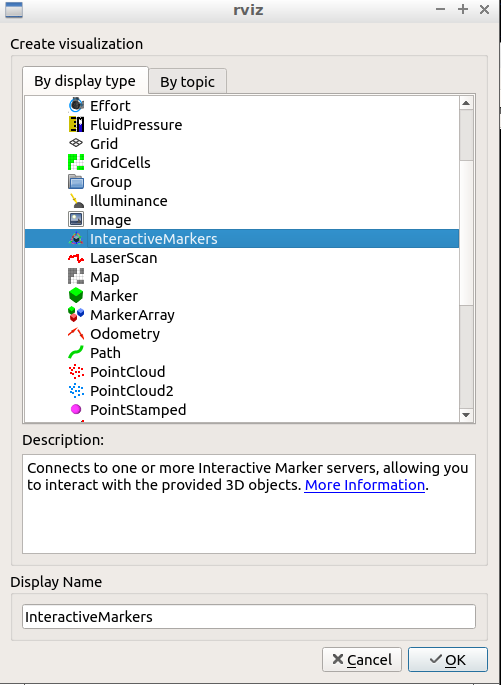 rviz
Create visualization
By display type
By topic
Effort
FluidPressure
Grid
GridCells
Group
Illuminance
Image
InteractiveMarkers
LaserScan
Map
Marker
MarkerArray
Odometry
Path
PointCloud
PointCloud2
PointStamped
Description:
Connects to one or more Interactive Marker servers, allowing you
to interact with the provided 3D objects. More Information.
Display Name
InteractiveMarkers
Cancel
OK